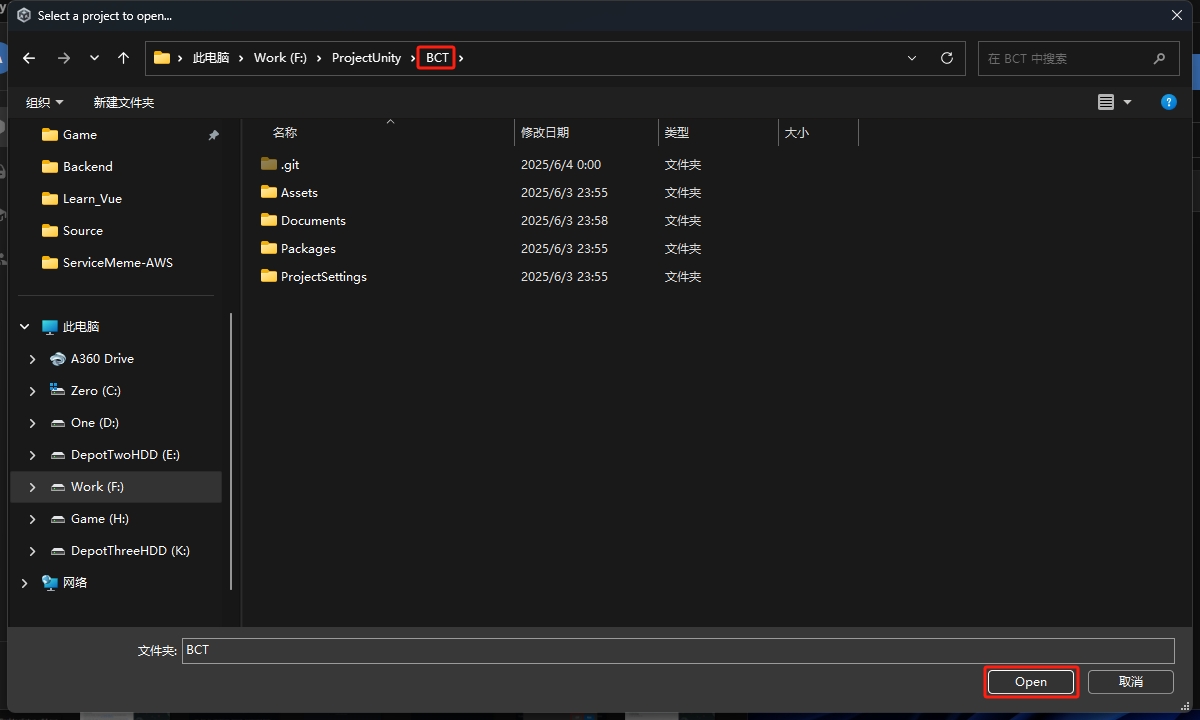 Select a project to open...
此电脑 Work (F:) ProjectUnity BCT
在 BCT 中搜索
组织 新建文件夹
Game
Backend
Learn_Vue
Source
ServiceMeme-AWS
此电脑
A360 Drive
Zero (C:)
One (D:)
DepotTwoHDD (E:)
Work (F:)
Game (H:)
DepotThreeHDD (K:)
网络
名称 修改日期 类型 大小
.git 2025/6/4 0:00 文件夹
Assets 2025/6/3 23:55 文件夹
Documents 2025/6/3 23:58 文件夹
Packages 2025/6/3 23:55 文件夹
ProjectSettings 2025/6/3 23:55 文件夹
文件夹: BCT
Open 取消